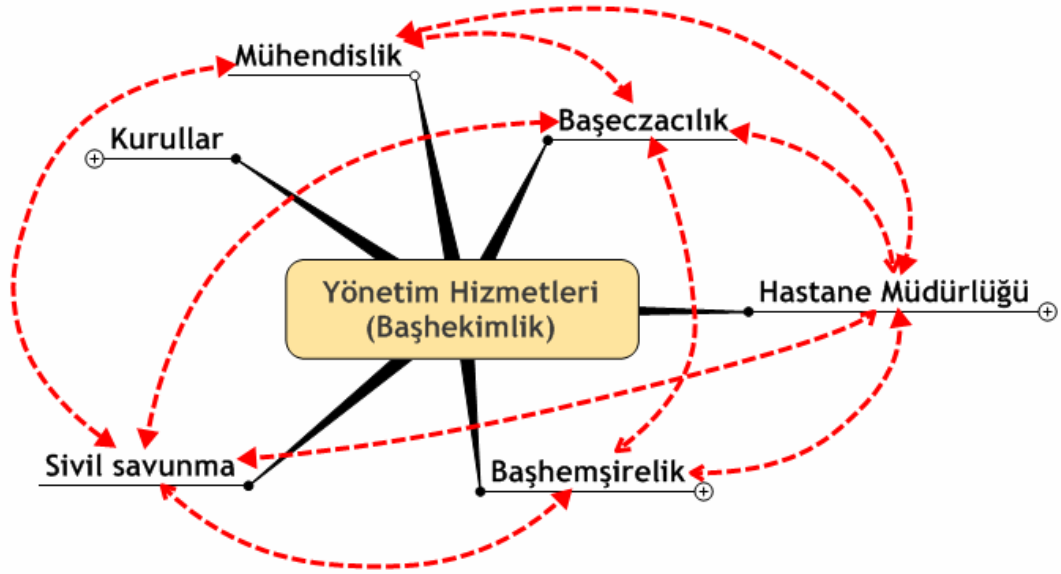 Mühendislik
Başeczacılık
Kurullar
Yönetim Hizmetleri
(Başhekimlik)
Hastane Müdürlüğü
Sivil savunma
Başhemşirelik